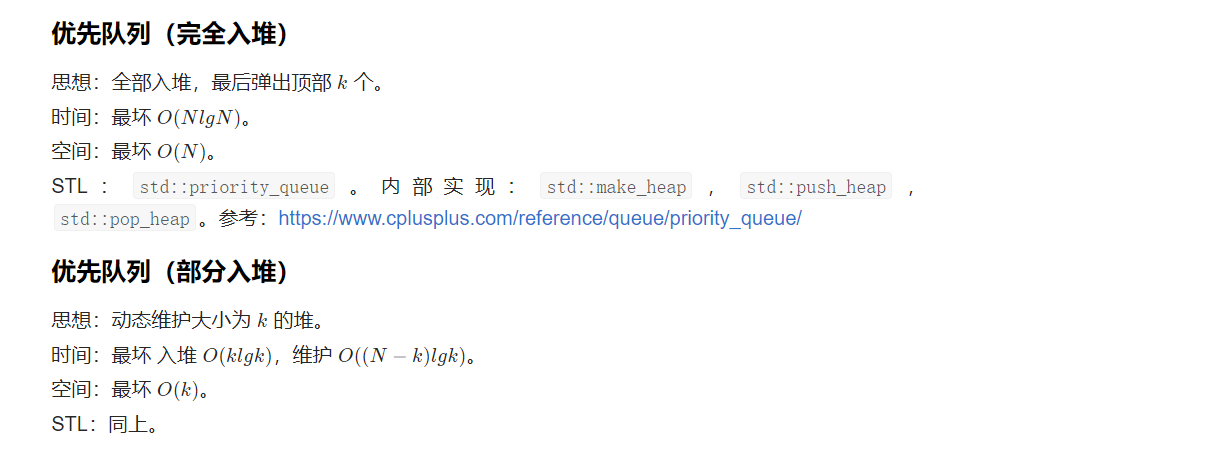 优先队列（完全入堆）
思想：全部入堆，最后弹出顶部 k 个。
时间：最坏 O(NlgN)。
空间：最坏 O(N)。
STL ： std::priority_queue 。 内 部 实 现 ： std::make_heap ， std::push_heap ，
std::pop_heap 。参考：https://www.cplusplus.com/reference/queue/priority_queue/
优先队列（部分入堆）
思想：动态维护大小为 k 的堆。
时间：最坏 入堆 O(klgk)，维护 O((N − k)lgk)。
空间：最坏 O(k)。
STL：同上。